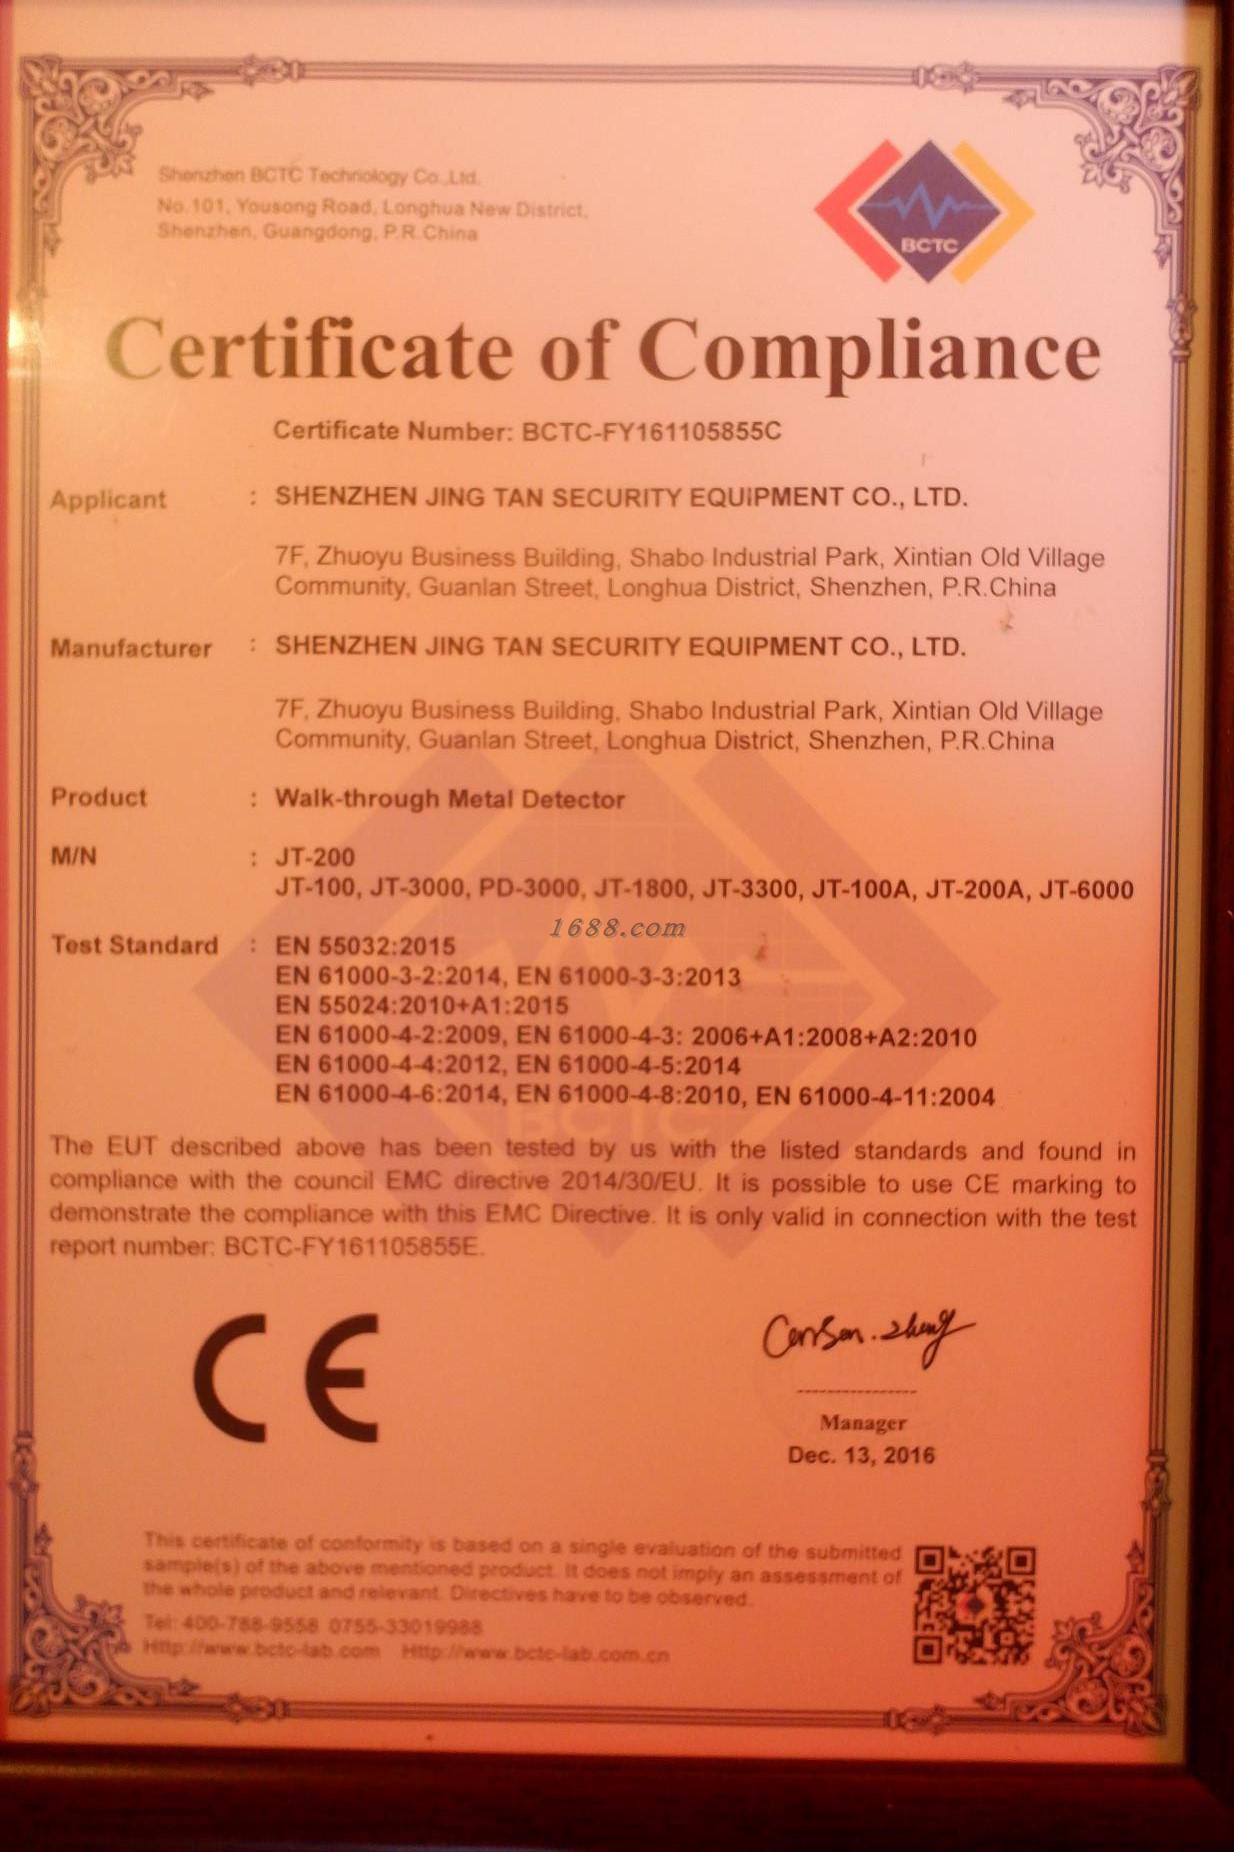 Shenzhen BCTC Technology Co.,Ltd.
No.101, Yousong Road, Longhua New District,
Shenzhen, Guangdong, P.R.China
BCTC
Certificate of Compliance
Certificate Number: BCTC-FY161105855C
Applicant : SHENZHEN JING TAN SECURITY EQUIPMENT CO., LTD.
7F, Zhuoyu Business Building, Shabo Industrial Park, Xintian Old Village
Community, Guanlan Street, Longhua District, Shenzhen, P.R.China
Manufacturer : SHENZHEN JING TAN SECURITY EQUIPMENT CO., LTD.
7F, Zhuoyu Business Building, Shabo Industrial Park, Xintian Old Village
Community, Guanlan Street, Longhua District, Shenzhen, P.R.China
Product : Walk-through Metal Detector
M/N : JT-200
JT-100, JT-3000, PD-3000, JT-1800, JT-3300, JT-100A, JT-200A, JT-6000
1688.com
Test Standard : EN 55032:2015
EN 61000-3-2:2014, EN 61000-3-3:2013
EN 55024:2010+A1:2015
EN 61000-4-2:2009, EN 61000-4-3: 2006+A1:2008+A2:2010
EN 61000-4-4:2012, EN 61000-4-5:2014
EN 61000-4-6:2014, EN 61000-4-8:2010, EN 61000-4-11:2004
BCTC
The EUT described above has been tested by us with the listed standards and found in
compliance with the council EMC directive 2014/30/EU. It is possible to use CE marking to
demonstrate the compliance with this EMC Directive. It is only valid in connection with the test
report number: BCTC-FY161105855E.
CE
Manager
Dec. 13, 2016
This certificate of conformity is based on a single evaluation of the submitted
sample(s) of the above mentioned product. It does not imply an assessment of
the whole product and relevant. Directives have to be observed.
Tel: 400-788-9558 0755-33019988
Http://www.bctc-lab.com Http://www.bctc-lab.com.cn